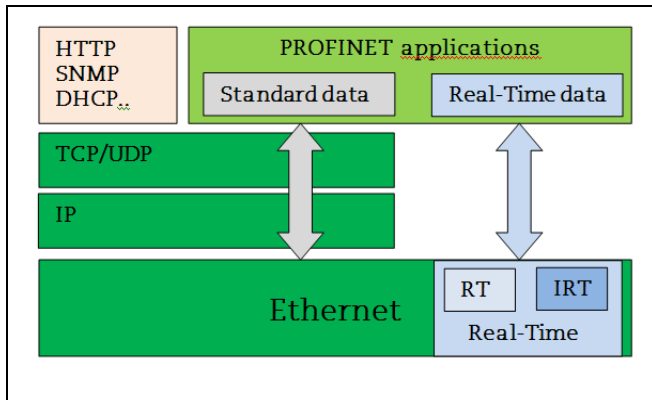 HTTP
SNMP
DHCP..
PROFINET applications
Standard data
Real-Time data
TCP/UDP
IP
Ethernet
RT
IRT
Real-Time